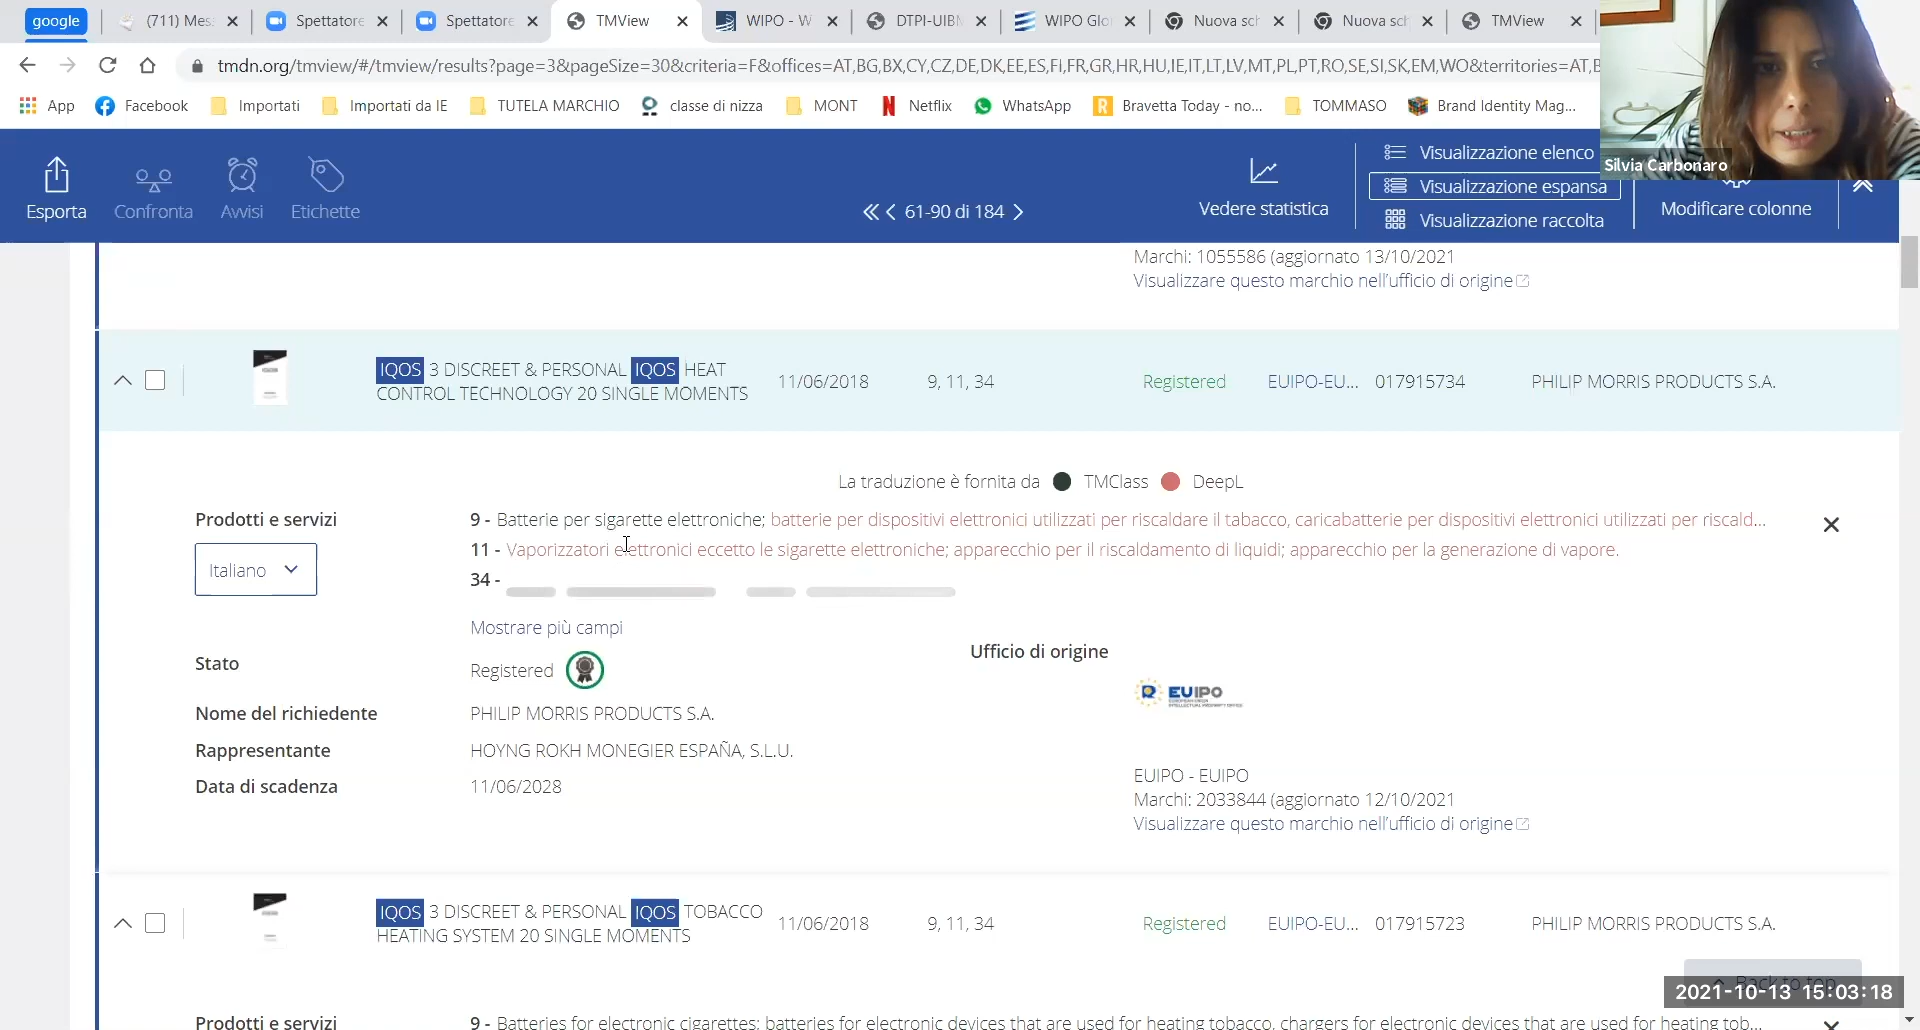 google
(711) Mes
Spettatore
Spettatore
TMView
WIPO - W
DTPI-UIBM
WIPO Glo
Nuova sch
Nuova sch
TMView
tmdn.org/tmview/#/tmview/results?page=3&pageSize=30&criteria=F&offices=AT,BG,BX,CY,CZ,DE,DK,EE,ES,FI,FR,GR,HR,HU,IE,IT,LT,LV,MT,PL,PT,RO,SE,SI,SK,EM,WO&territories=AT,B
App
Facebook
Importati
Importati da IE
TUTELA MARCHIO
classe di nizza
MONT
Netflix
WhatsApp
Bravetta Today - no...
TOMMASO
Brand Identity Mag...
Silvia Carbonaro
Esporta
Confronta
Avvisi
Etichette
61-90 di 184
Vedere statistica
Visualizzazione elenco
Visualizzazione espansa
Visualizzazione raccolta
Modificare colonne
Marchi: 1055586 (aggiornato 13/10/2021
Visualizzare questo marchio nell'ufficio di origine
IQOS 3 DISCREET & PERSONAL IQOS HEAT
CONTROL TECHNOLOGY 20 SINGLE MOMENTS
11/06/2018
9, 11, 34
Registered
EUIPO-EU...
017915734
PHILIP MORRIS PRODUCTS S.A.
La traduzione è fornita da TMClass DeepL
Prodotti e servizi
Italiano
9 - Batterie per sigarette elettroniche; batterie per dispositivi elettronici utilizzati per riscaldare il tabacco, caricabatterie per dispositivi elettronici utilizzati per riscald...
11 - Vaporizzatori elettronici eccetto le sigarette elettroniche; apparecchio per il riscaldamento di liquidi; apparecchio per la generazione di vapore.
34 -
Mostrare più campi
Stato
Registered
Ufficio di origine
EUIPO
Nome del richiedente
PHILIP MORRIS PRODUCTS S.A.
Rappresentante
HOYNG ROKH MONEGIER ESPAÑA, S.L.U.
Data di scadenza
11/06/2028
EUIPO - EUIPO
Marchi: 2033844 (aggiornato 12/10/2021
Visualizzare questo marchio nell'ufficio di origine
IQOS 3 DISCREET & PERSONAL IQOS TOBACCO
HEATING SYSTEM 20 SINGLE MOMENTS
11/06/2018
9, 11, 34
Registered
EUIPO-EU...
017915723
PHILIP MORRIS PRODUCTS S.A.
Back to top
2021-10-13 15:03:18
Prodotti e servizi
9 - Batteries for electronic cigarettes; batteries for electronic devices that are used for heating tobacco, chargers for electronic devices that are used for heating tob...